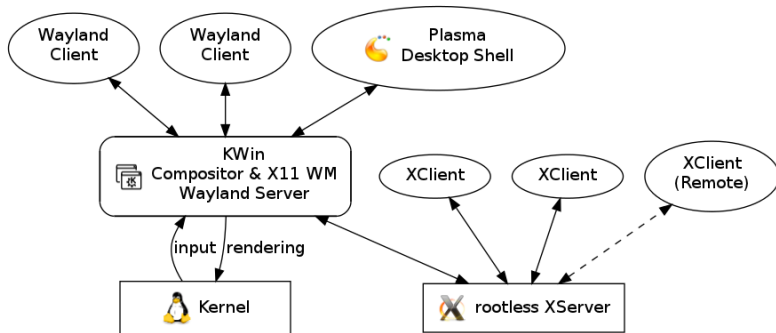 Wayland
Client
Wayland
Client
Plasma
Desktop Shell
KWin
Compositor & X11 WM
Wayland Server
XClient
XClient
XClient
(Remote)
input
rendering
Kernel
rootless XServer